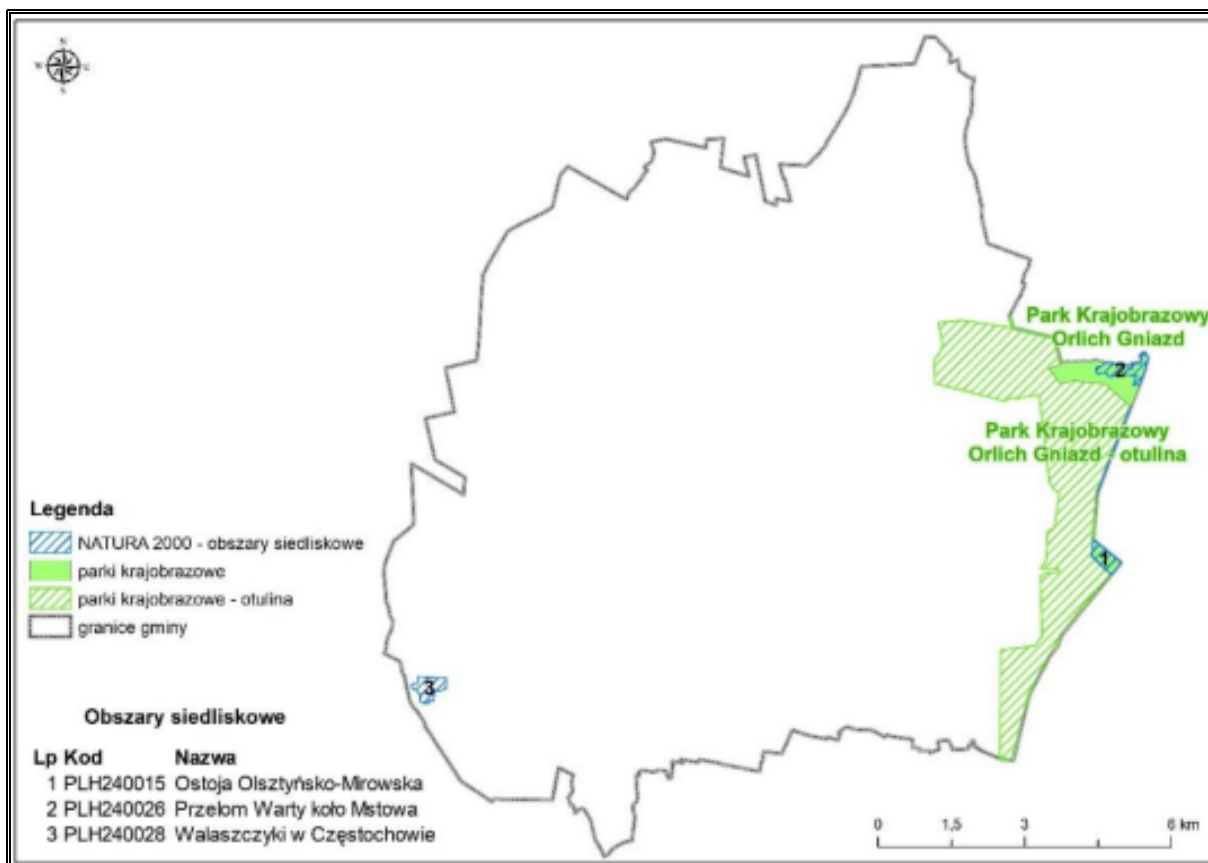 N
W E
S
Park Krajobrazowy
Orlich Gniazd
2
Park Krajobrazowy
Orlich Gniazd - otulina
1
3
Legenda
NATURA 2000 - obszary siedliskowe
parki krajobrazowe
parki krajobrazowe - otulina
granice gminy
Obszary siedliskowe
Lp Kod Nazwa
1 PLH240015 Ostoja Olsztyńsko-Mirowska
2 PLH240026 Przelom Warty koło Mstowa
3 PLH240028 Walaszczyki w Częstochowie
0 1,5 3 6 km